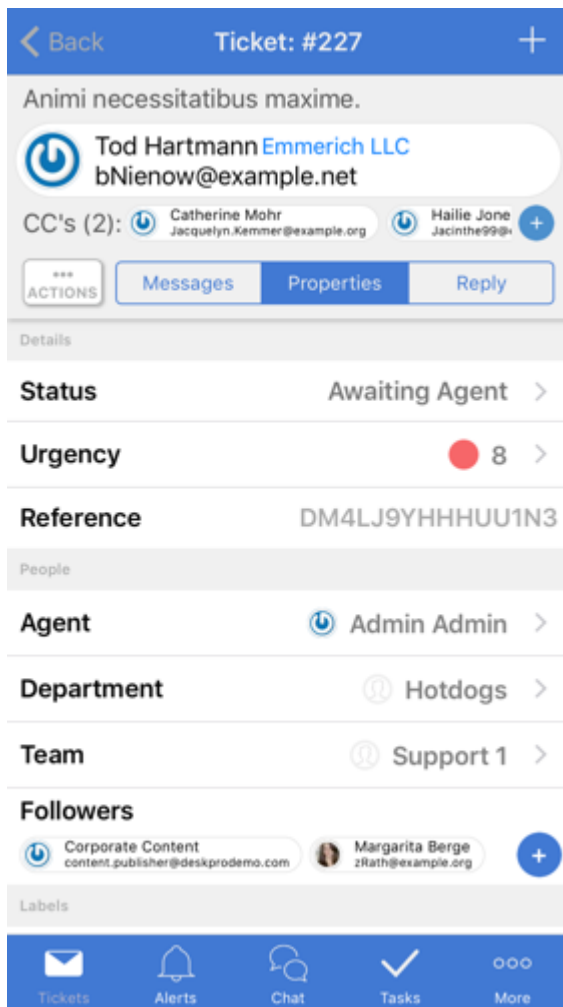 Back
Ticket: #227
Animi necessitatibus maxime.
Tod Hartmann Emmerich LLC
bNienow@example.net
CC's (2):
Catherine Mohr
Jacquelyn.Kemmer@example.org
Hailie Jone
Jacinthe99@
ACTIONS
Messages
Properties
Reply
Details
Status
Awaiting Agent
Urgency
8
Reference
DM4LJ9YHHHUU1N3
People
Agent
Admin Admin
Department
Hotdogs
Team
Support 1
Followers
Corporate Content
content.publisher@deskprodemo.com
Margarita Berge
zRath@example.org
Labels
Tickets
Alerts
Chat
Tasks
More